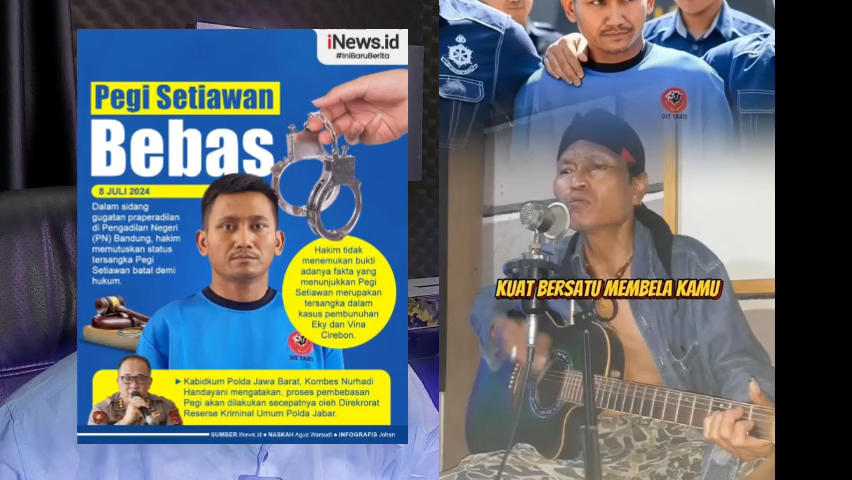 iNews.id
#IniBaruBerita
Pegi Setiawan
Bebas
8 JULI 2024
Dalam sidang
gugatan praperadilan
di Pengadilan Negeri
(PN) Bandung, hakim
memutuskan status
tersangka Pegi
Setiawan batal demi
hukum.
Hakim tidak
menemukan bukti
adanya fakta yang
menunjukkan Pegi
Setiawan merupakan
tersangka dalam
kasus pembunuhan
Eky dan Vina
Cirebon.
Kabidkum Polda Jawa Barat, Kombes Nurhadi
Handayani mengatakan, proses pembebasan
Pegi akan dilakukan secepatnya oleh Direkrorat
Reserse Kriminal Umum Polda Jabar.
SUMBER iNews.id ● NASKAH Agus Warsudi ● INFOGRAFIS Johan
KUAT BERSATU MEMBELA KAMU